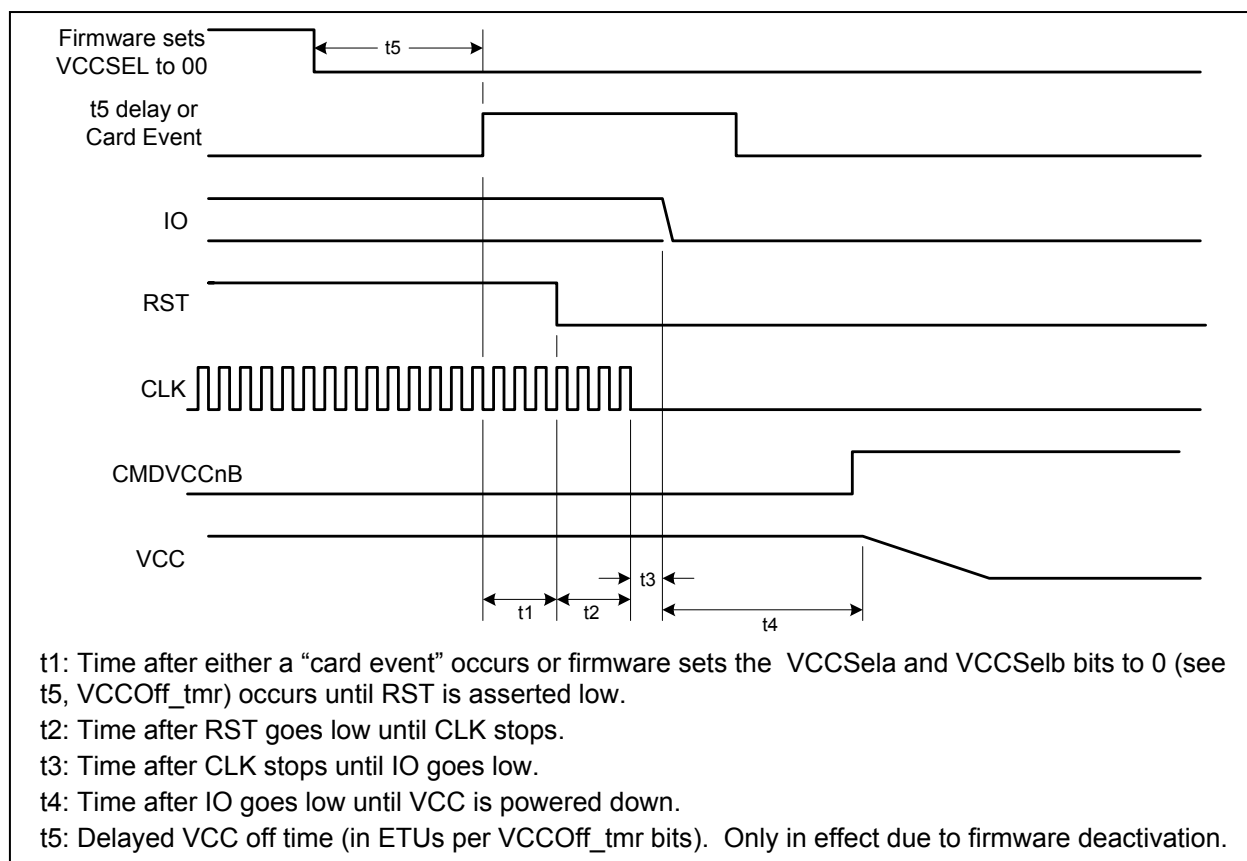 Firmware sets
VCCSEL to 00
t5
t5 delay or
Card Event
IO
RST
CLK
CMDVCCnB
VCC
t3
t1
t2
t4
t1: Time after either a “card event” occurs or firmware sets the VCCSela and VCCSelb bits to 0 (see
t5, VCCOff_tmr) occurs until RST is asserted low.
t2: Time after RST goes low until CLK stops.
t3: Time after CLK stops until IO goes low.
t4: Time after IO goes low until VCC is powered down.
t5: Delayed VCC off time (in ETUs per VCCOff_tmr bits). Only in effect due to firmware deactivation.